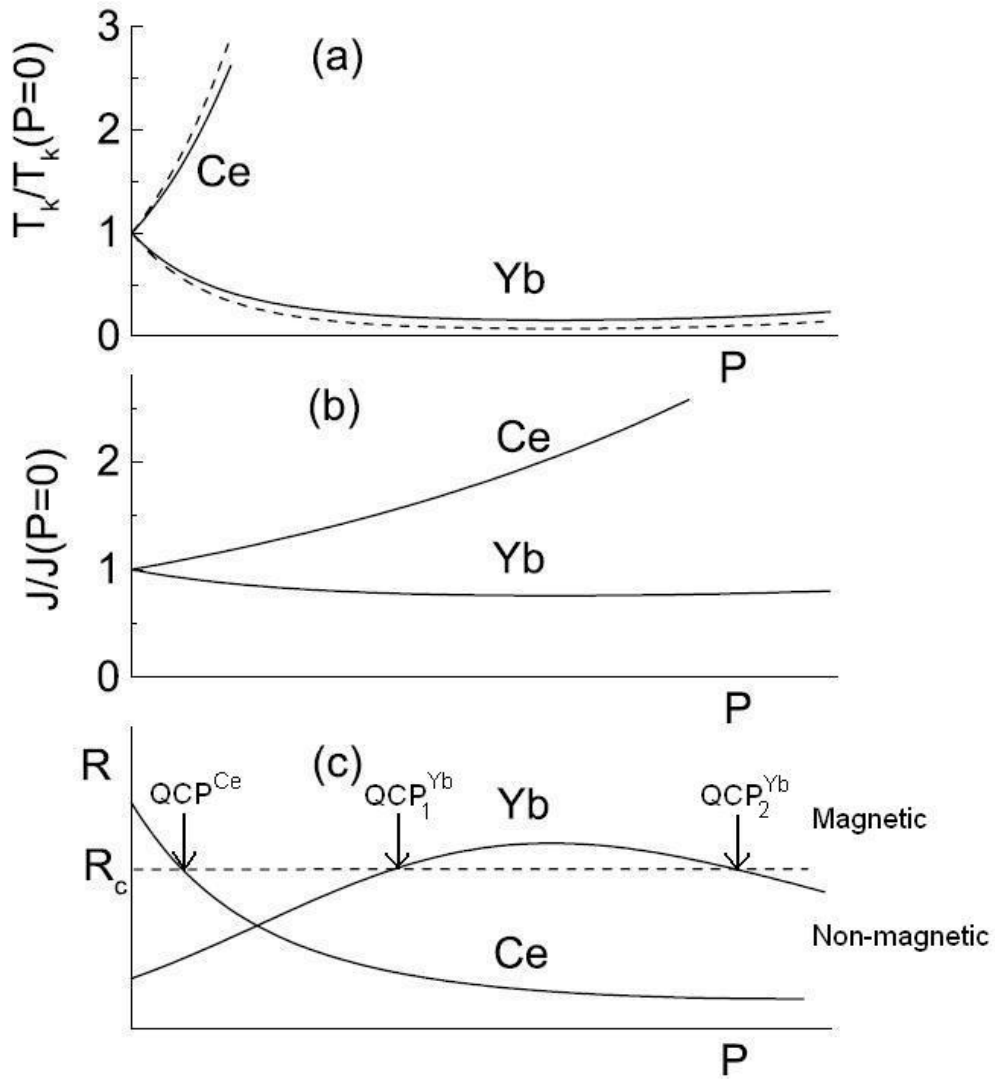 3
2
1
0
T_k/T_k(P=0)
(a)
Ce
Yb
P
2
1
0
J/J(P=0)
(b)
Ce
Yb
P
R
R_c
(c)
QCP^Ce
QCP_1^Yb
Yb
QCP_2^Yb
Magnetic
Non-magnetic
Ce
P